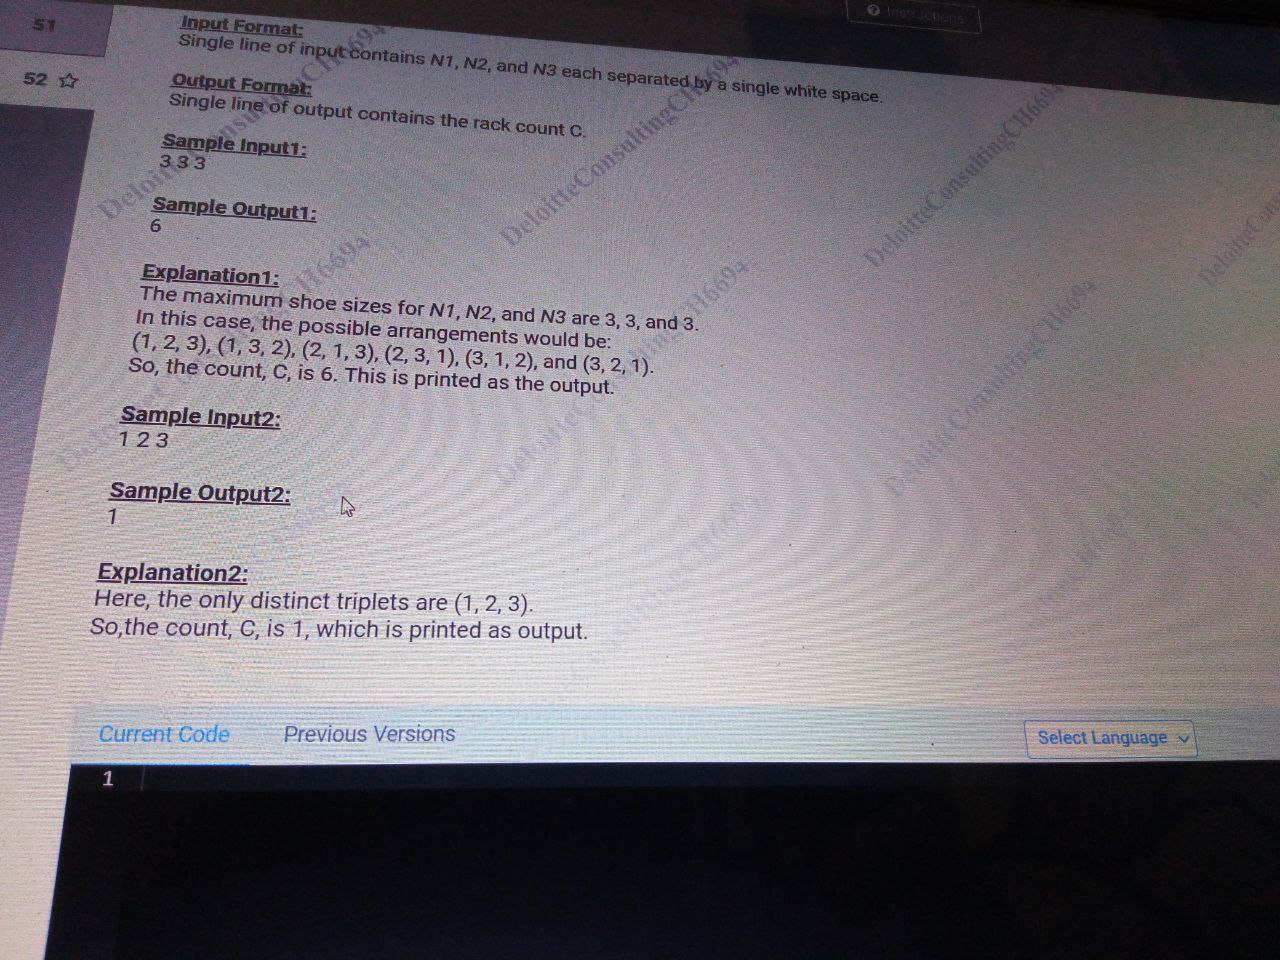 51
Instructions
52
Input Format:
Single line of input contains N1, N2, and N3 each separated by a single white space.
Output Format:
Single line of output contains the rack count C.
Sample Input1:
3 3 3
Sample Output1:
6
Explanation1:
The maximum shoe sizes for N1, N2, and N3 are 3, 3, and 3.
In this case, the possible arrangements would be:
(1, 2, 3), (1, 3, 2), (2, 1, 3), (2, 3, 1), (3, 1, 2), and (3, 2, 1).
So, the count, C, is 6. This is printed as the output.
Sample Input2:
1 2 3
Sample Output2:
1
Explanation2:
Here, the only distinct triplets are (1, 2, 3).
So,the count, C, is 1, which is printed as output.
Current Code
Previous Versions
Select Language
1
DeloitteConsultingCH6694
DeloitteConsultingCH6694
DeloitteConsultingCH6694
DeloitteConsultingCH6694
DeloitteConsultingCH6694